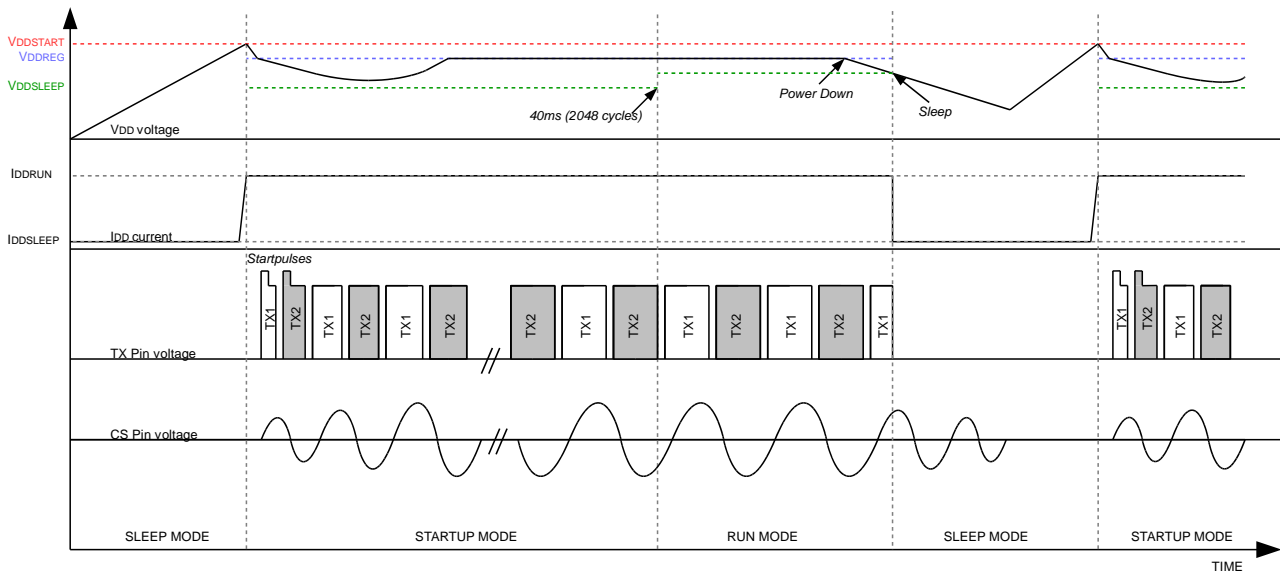 VDDSTART
VDDREG
VDDSLEEP
Power Down
40ms (2048 cycles)
Sleep
VDD voltage
IDDRUN
IDDSLEEP
IDD current
Startpulses
TX1 TX2 TX1 TX2 TX1 TX2 TX2 TX1 TX2 TX1 TX2 TX1 TX2 TX1 TX1 TX2 TX1 TX2
TX Pin voltage
CS Pin voltage
SLEEP MODE STARTUP MODE RUN MODE SLEEP MODE STARTUP MODE
TIME